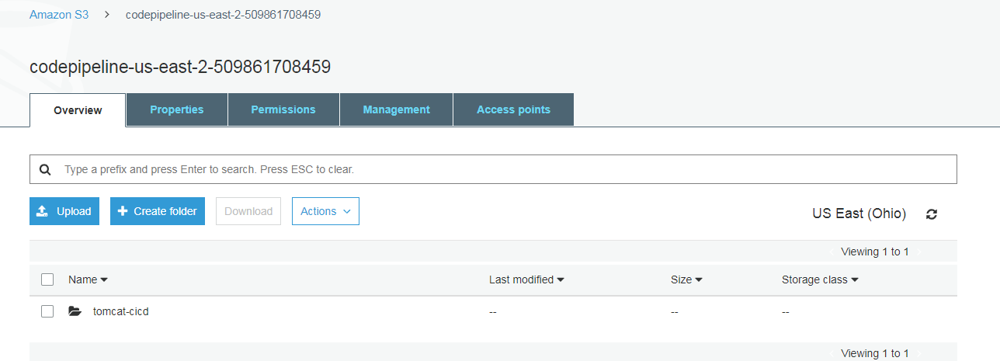 Amazon S3 > codepipeline-us-east-2-509861708459
codepipeline-us-east-2-509861708459
Overview Properties Permissions Management Access points
Type a prefix and press Enter to search. Press ESC to clear.
Upload Create folder Download Actions US East (Ohio)
Viewing 1 to 1
Name Last modified Size Storage class
tomcat-cicd -- -- --
Viewing 1 to 1